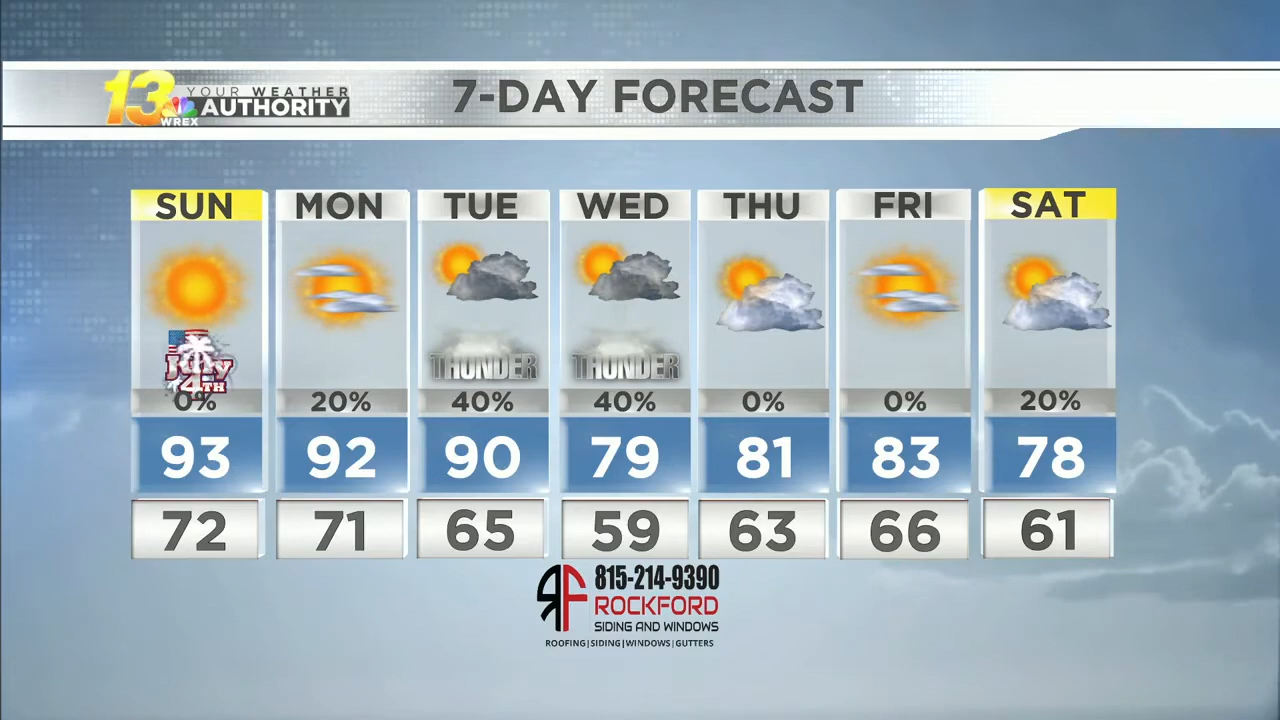 13 YOUR WEATHER
WREX AUTHORITY
7-DAY FORECAST
SUN MON TUE WED THU FRI SAT
July
4TH
THUNDER THUNDER
0% 20% 40% 40% 0% 0% 20%
93 92 90 79 81 83 78
72 71 65 59 63 66 61
RF 815-214-9390
ROCKFORD
SIDING AND WINDOWS
ROOFING|SIDING|WINDOWS|GUTTERS